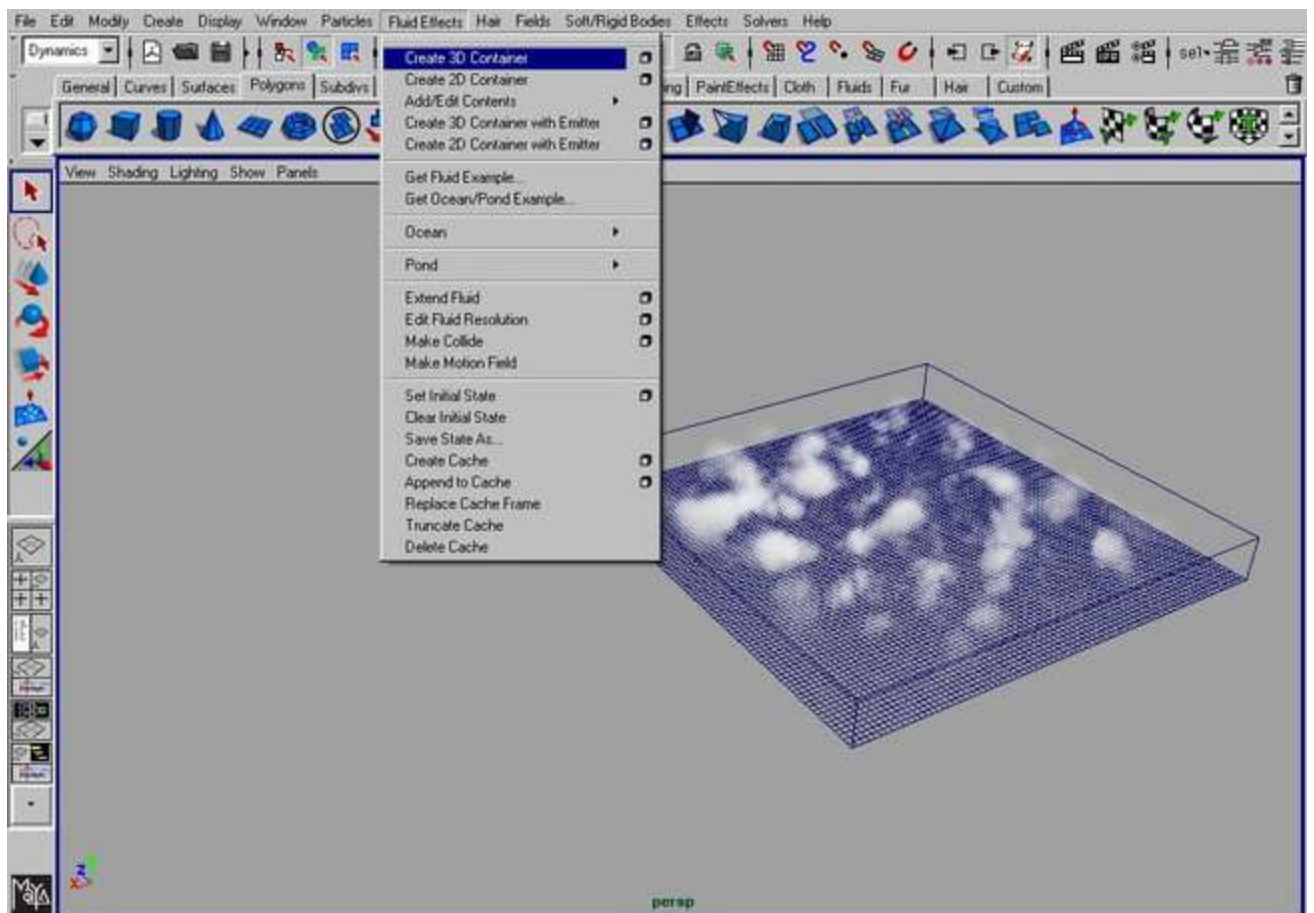 File Edit Modify Create Display Window Particles Fluid Effects Hair Fields Soft/Rigid Bodies Effects Solvers Help
Dynamics
sel
General Curves Surfaces Polygons Subdivs
ng PaintEffects Cloth Fluids Fur Hair Custom
View Shading Lighting Show Panels
Create 3D Container
Create 2D Container
Add/Edit Contents
Create 3D Container with Emitter
Create 2D Container with Emitter
Get Fluid Example...
Get Ocean/Pond Example...
Ocean
Pond
Extend Fluid
Edit Fluid Resolution
Make Collide
Make Motion Field
Set Initial State
Clear Initial State
Save State As...
Create Cache
Append to Cache
Replace Cache Frame
Truncate Cache
Delete Cache
z
x
persp
MAYA